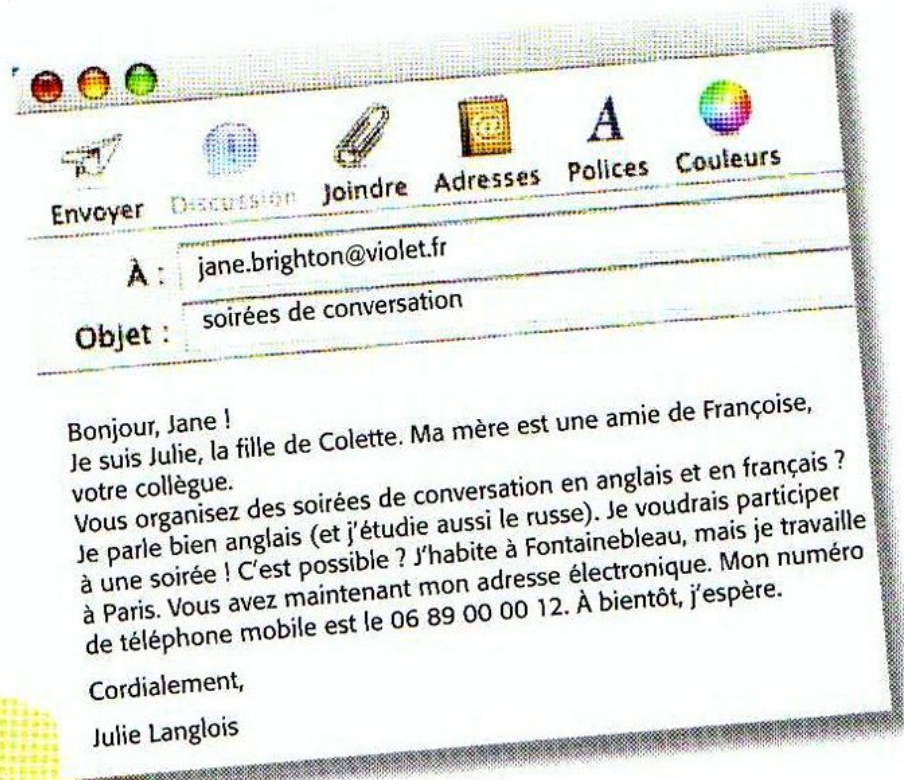 Envoyer Discussion Joindre Adresses Polices Couleurs
À : jane.brighton@violet.fr
Objet : soirées de conversation
Bonjour, Jane !
Je suis Julie, la fille de Colette. Ma mère est une amie de Françoise,
votre collègue.
Vous organisez des soirées de conversation en anglais et en français ?
Je parle bien anglais (et j'étudie aussi le russe). Je voudrais participer
à une soirée ! C'est possible ? J'habite à Fontainebleau, mais je travaille
à Paris. Vous avez maintenant mon adresse électronique. Mon numéro
de téléphone mobile est le 06 89 00 00 12. À bientôt, j'espère.
Cordialement,
Julie Langlois